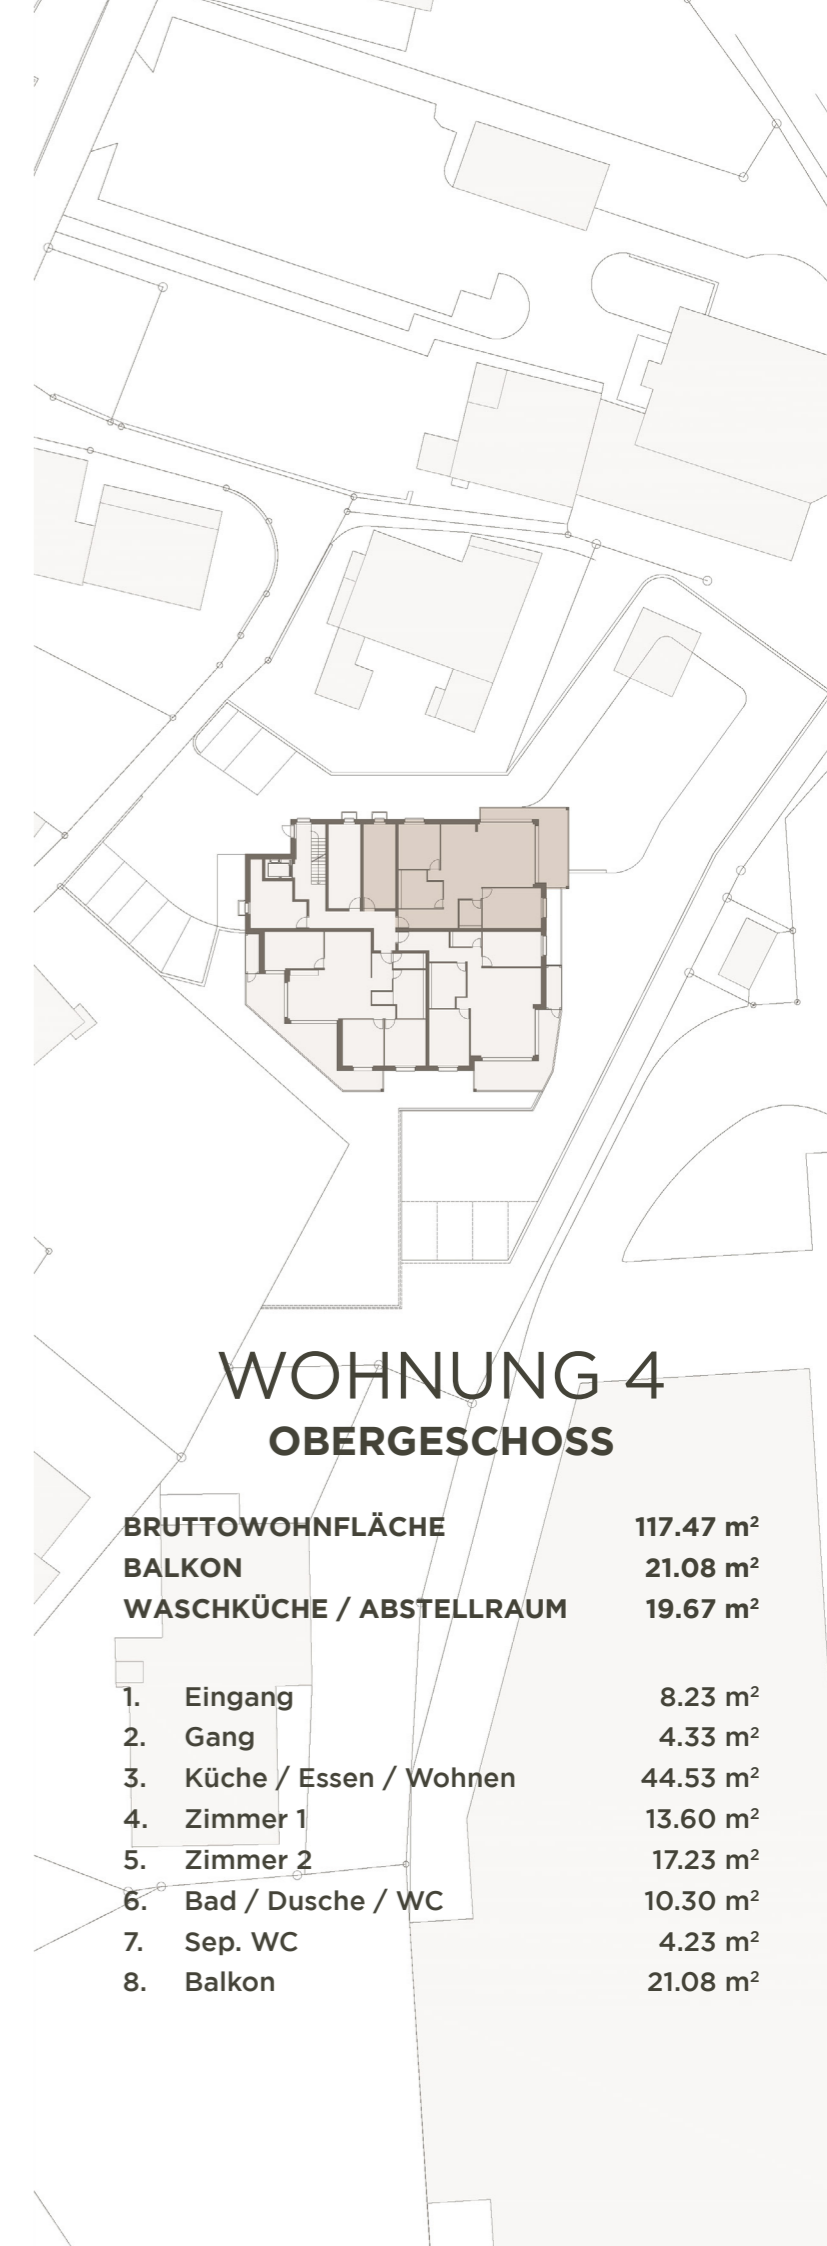 WOHNUNG 4
OBERGESCHOSS
BRUTTOWOHNFLÄCHE 117.47 m²
BALKON 21.08 m²
WASCHKÜCHE / ABSTELLRAUM 19.67 m²
1. Eingang 8.23 m²
2. Gang 4.33 m²
3. Küche / Essen / Wohnen 44.53 m²
4. Zimmer 1 13.60 m²
5. Zimmer 2 17.23 m²
6. Bad / Dusche / WC 10.30 m²
7. Sep. WC 4.23 m²
8. Balkon 21.08 m²